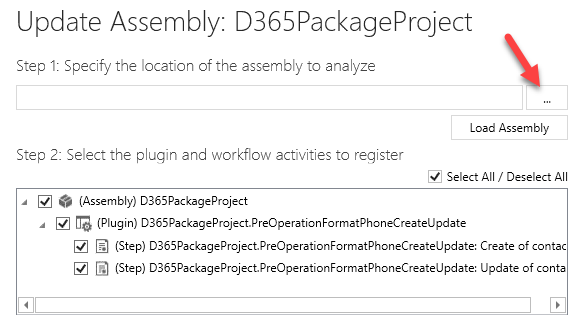 Update Assembly: D365PackageProject
Step 1: Specify the location of the assembly to analyze
...
Load Assembly
Step 2: Select the plugin and workflow activities to register
Select All / Deselect All
(Assembly) D365PackageProject
(Plugin) D365PackageProject.PreOperationFormatPhoneCreateUpdate
(Step) D365PackageProject.PreOperationFormatPhoneCreateUpdate: Create of contac
(Step) D365PackageProject.PreOperationFormatPhoneCreateUpdate: Update of conta